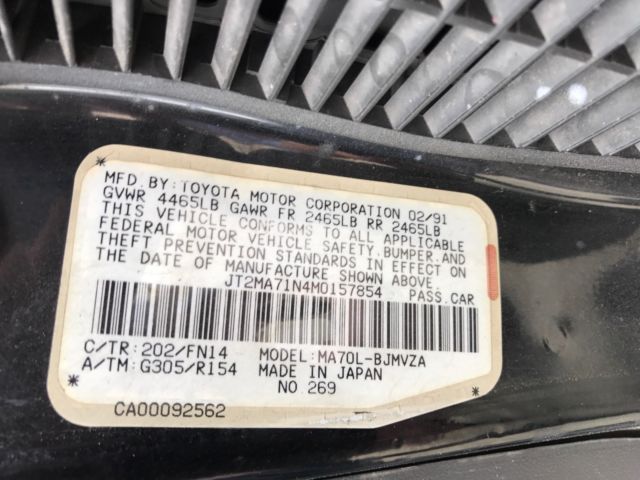 MFD. BY: TOYOTA MOTOR CORPORATION 02/91
GVWR 4465LB GAWR FR 2465LB RR 2465LB
THIS VEHICLE CONFORMS TO ALL APPLICABLE
FEDERAL MOTOR VEHICLE SAFETY, BUMPER, AND
THEFT PREVENTION STANDARDS IN EFFECT ON
THE DATE OF MANUFACTURE SHOWN ABOVE.
JT2MA71N4M0157854 PASS. CAR
C/TR: 202/FN14 MODEL: MA70L-BJMVZA
A/TM: G305/R154 MADE IN JAPAN
NO. 269
CA00092562